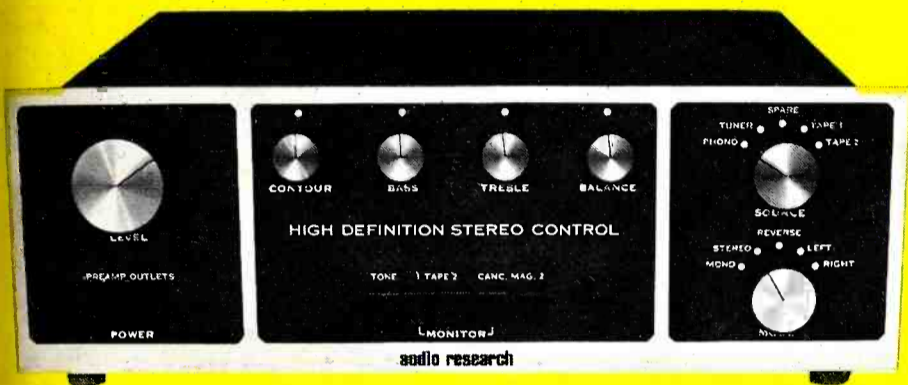 LEVEL
PREAMP OUTLETS
POWER
CONTOUR BASS TREBLE BALANCE
HIGH DEFINITION STEREO CONTROL
TONE 1 TAPE 2 CANC. MAG. 2
MONITOR
SPARE
TUNER TAPE 1
PHONO TAPE 2
SOURCE
REVERSE
STEREO LEFT
MONO RIGHT
audio research